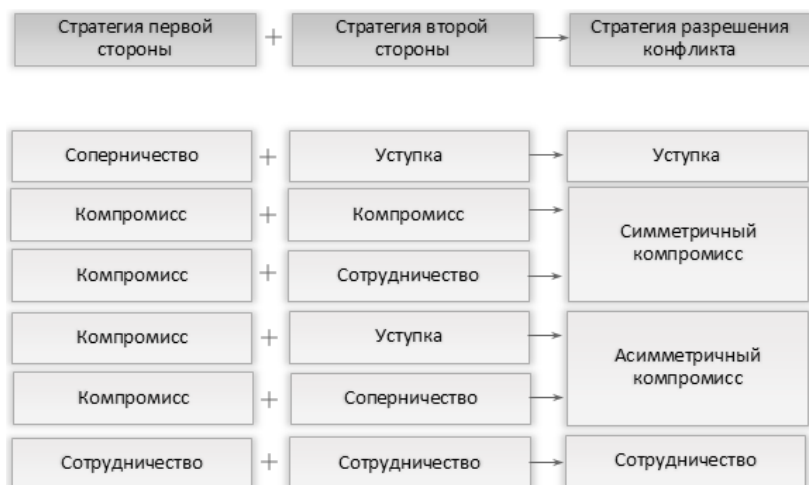 Стратегия первой стороны + Стратегия второй стороны → Стратегия разрешения конфликта
Соперничество + Уступка → Уступка
Компромисс + Компромисс → Симметричный компромисс
Компромисс + Сотрудничество →
Компромисс + Уступка → Асимметричный компромисс
Компромисс + Соперничество →
Сотрудничество + Сотрудничество → Сотрудничество